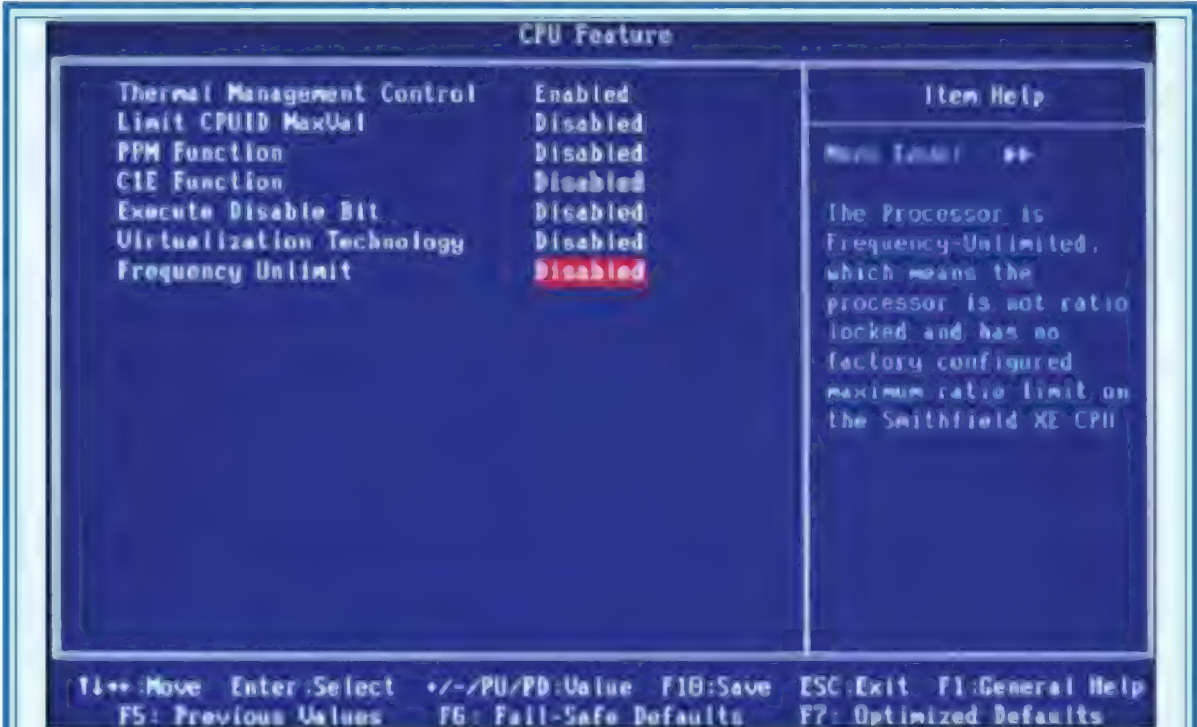 CPU Feature
Thermal Management Control Enabled
Limit CPUID MaxVal Disabled
PPM Function Disabled
C1E Function Disabled
Execute Disable Bit Disabled
Virtualization Technology Disabled
Frequency Unlimit Disabled
Item Help
Menu Level ▶▶
The Processor is
Frequency-Unlimited,
which means the
processor is not ratio
locked and has no
factory configured
maximum ratio limit on
the Smithfield XE CPU
↑↓→←:Move Enter:Select +/-/PU/PD:Value F10:Save ESC:Exit F1:General Help
F5: Previous Values F6: Fail-Safe Defaults F7: Optimized Defaults